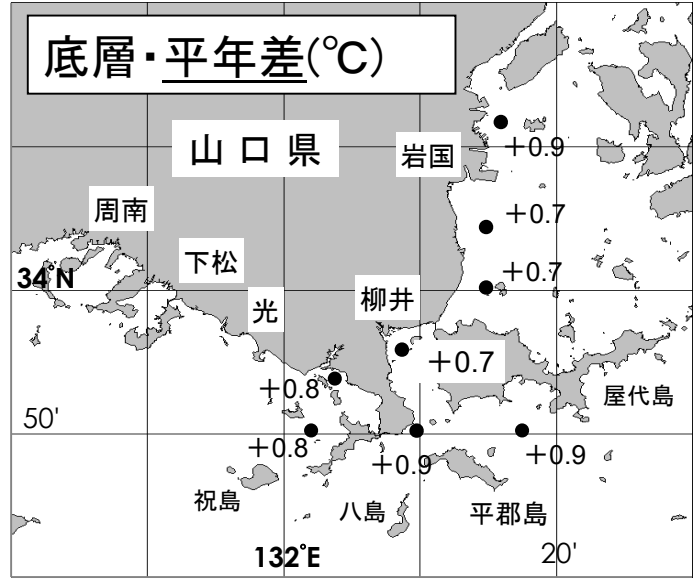 底層・平年差(℃)
山口県
岩国
+0.9
周南
+0.7
下松
34°N
+0.7
光
柳井
+0.7
+0.8
屋代島
50'
+0.8
+0.9
+0.9
祝島
八島
平郡島
132°E
20'